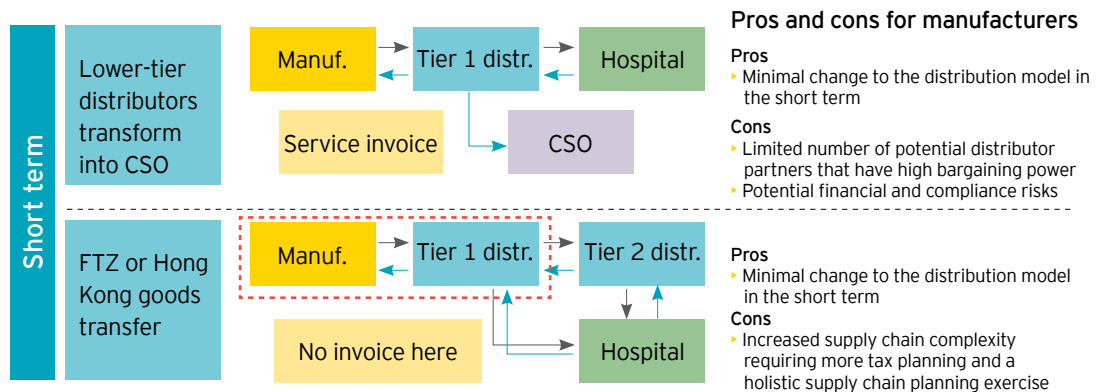 Short term
Lower-tier
distributors
transform
into CSO
Manuf.
Tier 1 distr.
Hospital
Service invoice
CSO
Pros and cons for manufacturers
Pros
▸ Minimal change to the distribution model in
the short term
Cons
▸ Limited number of potential distributor
partners that have high bargaining power
▸ Potential financial and compliance risks
FTZ or Hong
Kong goods
transfer
Manuf.
Tier 1 distr.
Tier 2 distr.
No invoice here
Hospital
Pros
▸ Minimal change to the distribution model
in the short term
Cons
▸ Increased supply chain complexity
requiring more tax planning and a
holistic supply chain planning exercise